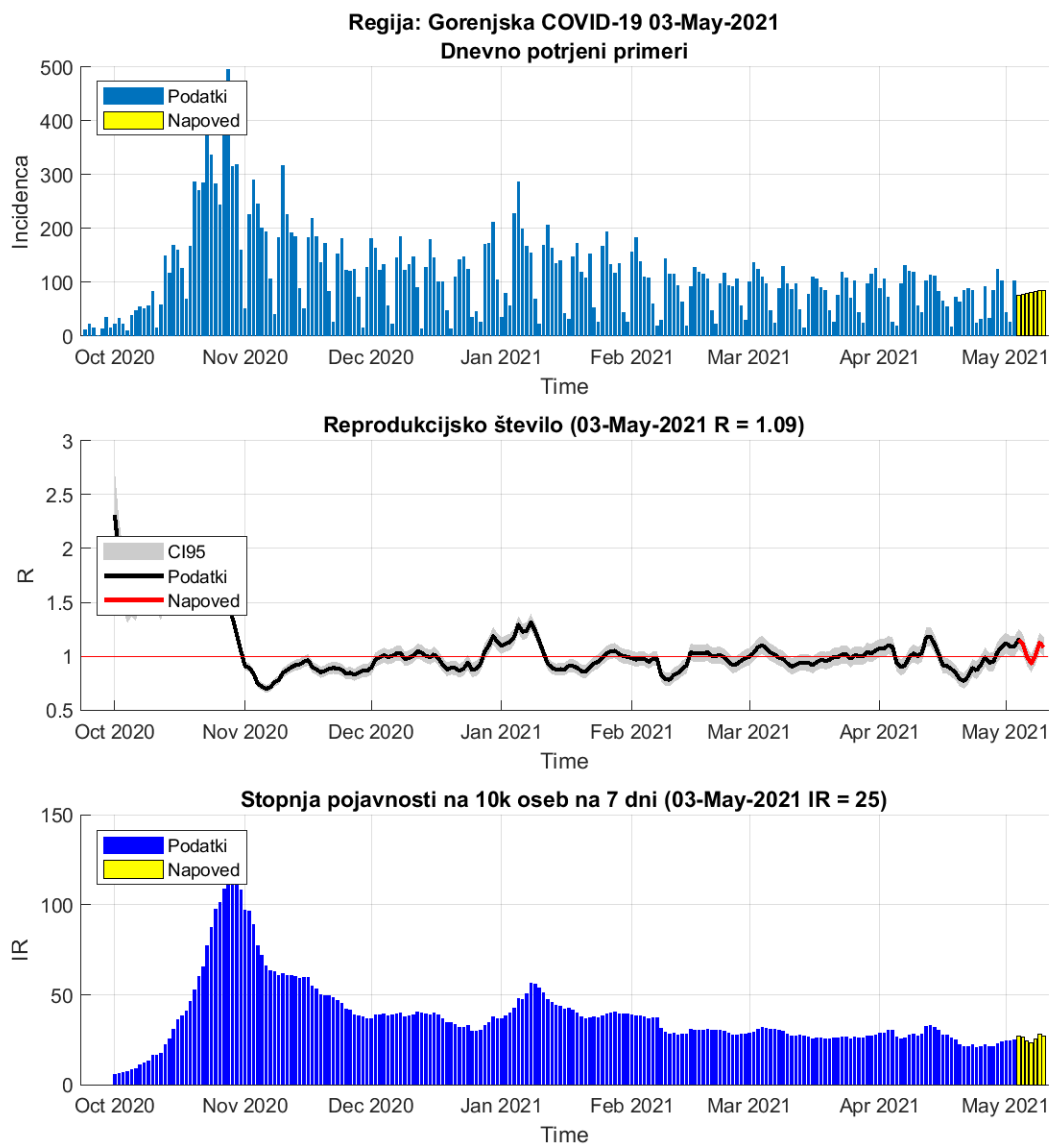 Regija: Gorenjska COVID-19 03-May-2021
Dnevno potrjeni primeri
500
400
300
200
100
0
Incidenca
Podatki
Napoved
Oct 2020 Nov 2020 Dec 2020 Jan 2021 Feb 2021 Mar 2021 Apr 2021 May 2021
Time
Reprodukcijsko število (03-May-2021 R = 1.09)
3
2.5
2
1.5
1
0.5
R
CI95
Podatki
Napoved
Oct 2020 Nov 2020 Dec 2020 Jan 2021 Feb 2021 Mar 2021 Apr 2021 May 2021
Time
Stopnja pojavnosti na 10k oseb na 7 dni (03-May-2021 IR = 25)
150
100
50
0
IR
Podatki
Napoved
Oct 2020 Nov 2020 Dec 2020 Jan 2021 Feb 2021 Mar 2021 Apr 2021 May 2021
Time